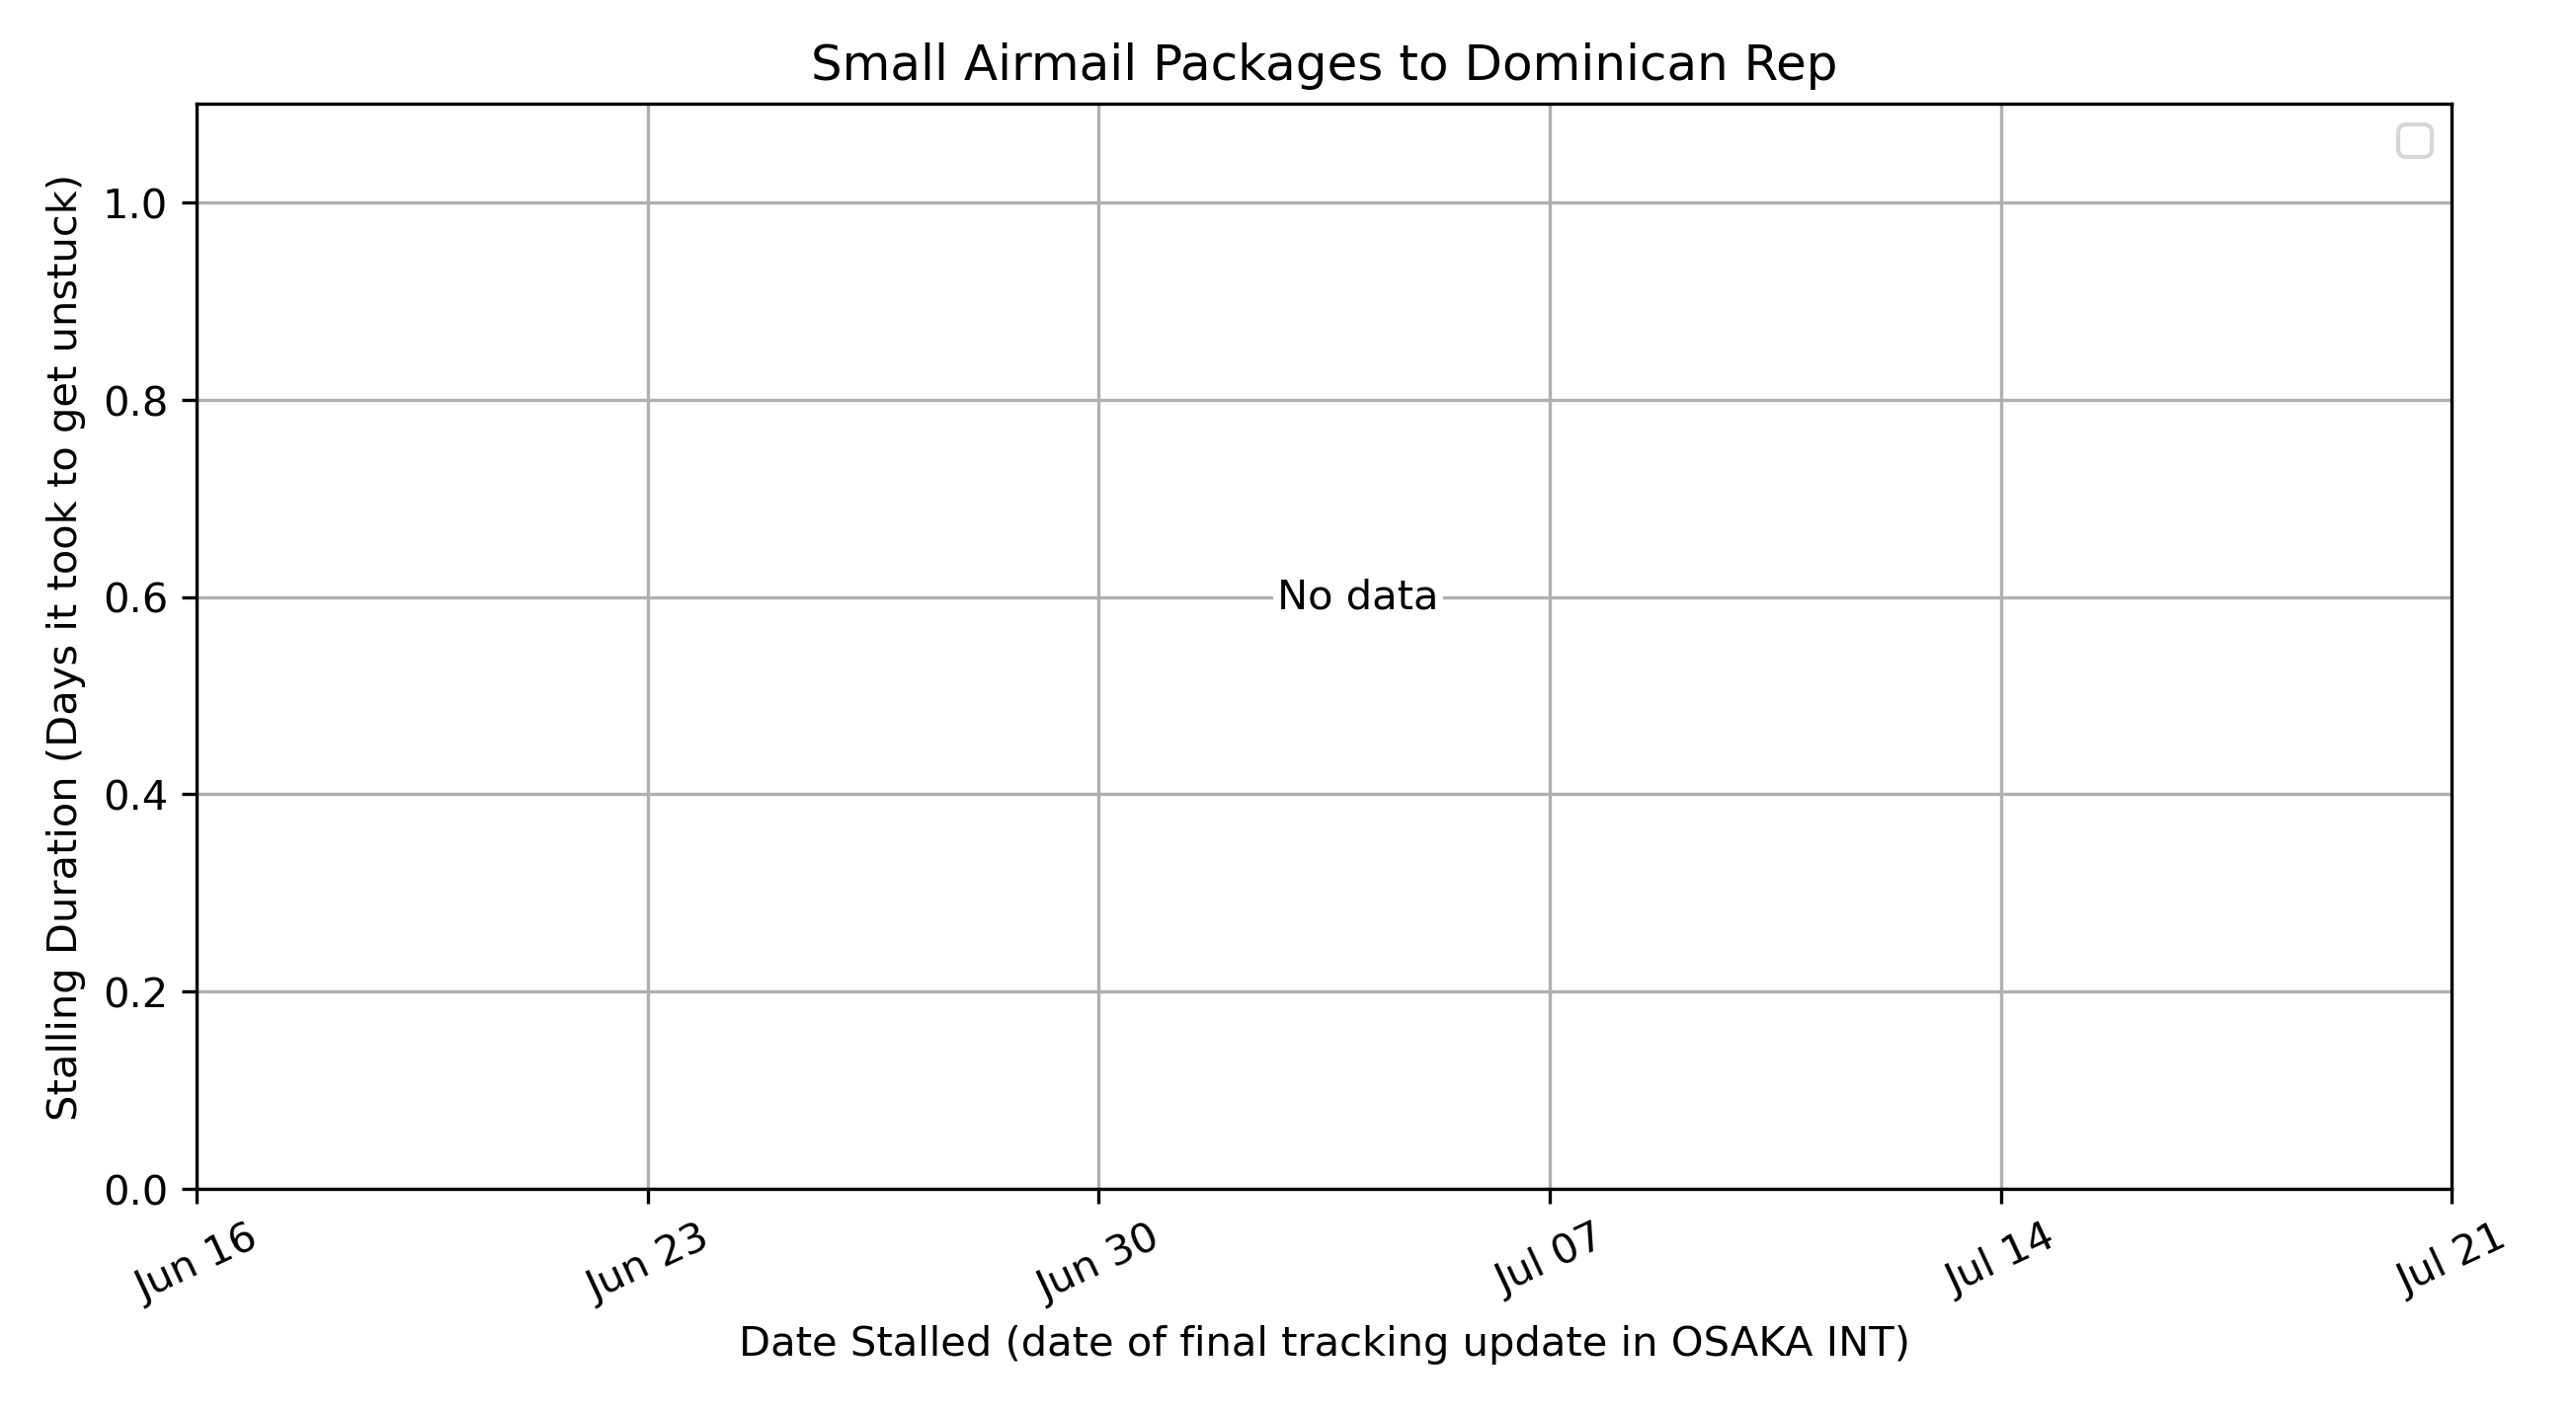 Small Airmail Packages to Dominican Rep
Stalling Duration (Days it took to get unstuck)
1.0
0.8
0.6
0.4
0.2
0.0
No data
Jun 16
Jun 23
Jun 30
Jul 07
Jul 14
Jul 21
Date Stalled (date of final tracking update in OSAKA INT)